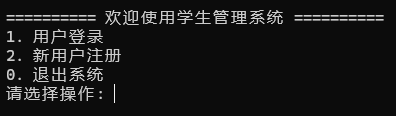 ========== 欢迎使用学生管理系统 ==========
1. 用户登录
2. 新用户注册
0. 退出系统
请选择操作: